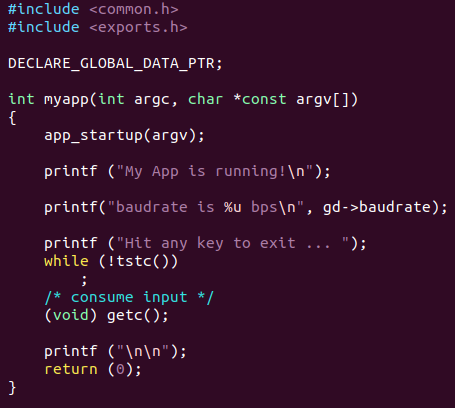 #include <common.h>
#include <exports.h>

DECLARE_GLOBAL_DATA_PTR;

int myapp(int argc, char *const argv[])
{
    app_startup(argv);

    printf ("My App is running!\n");

    printf("baudrate is %u bps\n", gd->baudrate);

    printf ("Hit any key to exit ... ");
    while (!tstc())
        ;
    /* consume input */
    (void) getc();

    printf ("\n\n");
    return (0);
}